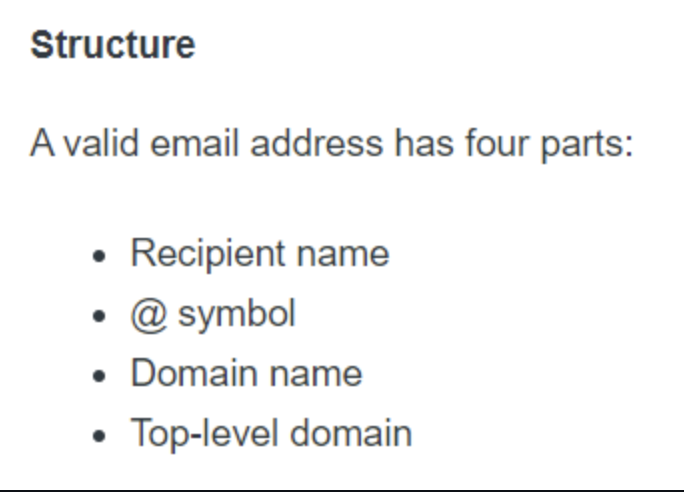 Structure
A valid email address has four parts:
• Recipient name
• @ symbol
• Domain name
• Top-level domain